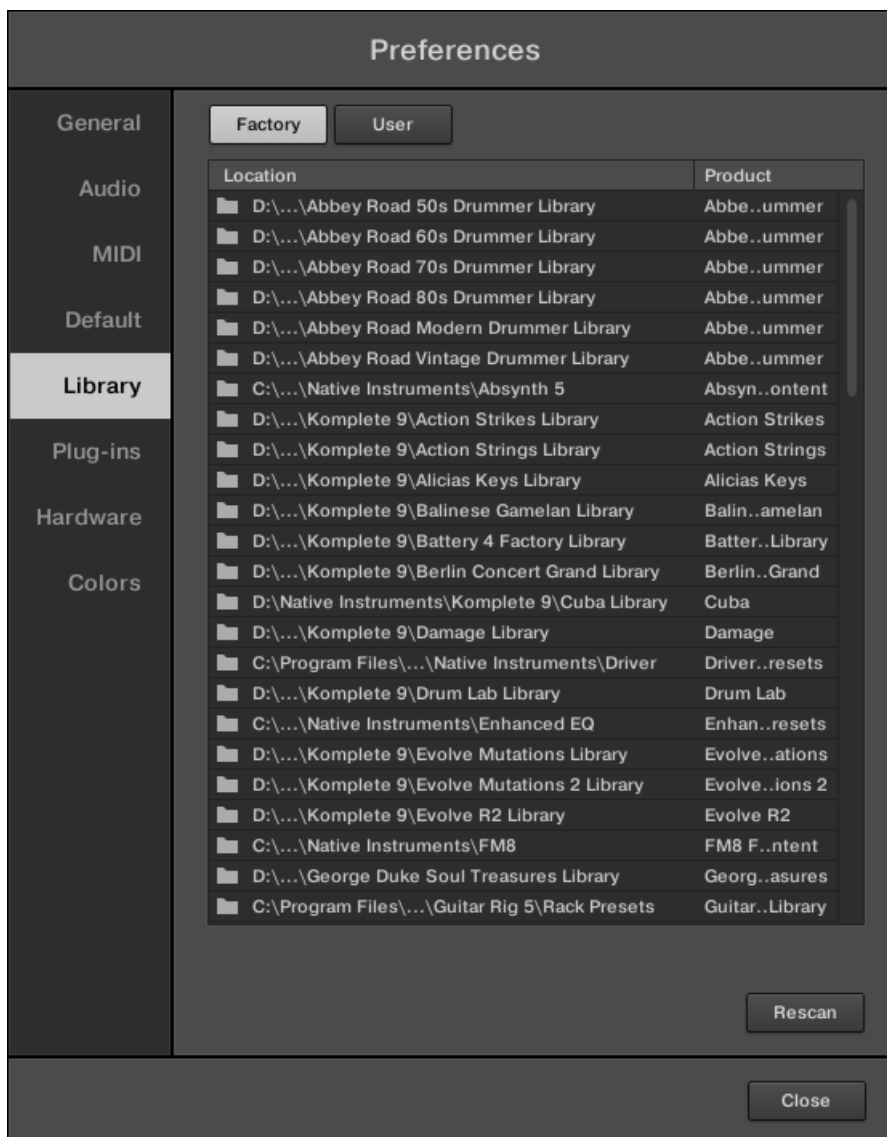 Preferences
General
Audio
MIDI
Default
Library
Plug-ins
Hardware
Colors
Factory User
Location Product
D:\...\Abbey Road 50s Drummer Library Abbe..ummer
D:\...\Abbey Road 60s Drummer Library Abbe..ummer
D:\...\Abbey Road 70s Drummer Library Abbe..ummer
D:\...\Abbey Road 80s Drummer Library Abbe..ummer
D:\...\Abbey Road Modern Drummer Library Abbe..ummer
D:\...\Abbey Road Vintage Drummer Library Abbe..ummer
C:\...\Native Instruments\Absynth 5 Absyn..ontent
D:\...\Komplete 9\Action Strikes Library Action Strikes
D:\...\Komplete 9\Action Strings Library Action Strings
D:\...\Komplete 9\Alicias Keys Library Alicias Keys
D:\...\Komplete 9\Balinese Gamelan Library Balin..amelan
D:\...\Komplete 9\Battery 4 Factory Library Batter..Library
D:\...\Komplete 9\Berlin Concert Grand Library Berlin..Grand
D:\Native Instruments\Komplete 9\Cuba Library Cuba
D:\...\Komplete 9\Damage Library Damage
C:\Program Files\...\Native Instruments\Driver Driver..resets
D:\...\Komplete 9\Drum Lab Library Drum Lab
C:\...\Native Instruments\Enhanced EQ Enhan..resets
D:\...\Komplete 9\Evolve Mutations Library Evolve..ations
D:\...\Komplete 9\Evolve Mutations 2 Library Evolve..ions 2
D:\...\Komplete 9\Evolve R2 Library Evolve R2
C:\...\Native Instruments\FM8 FM8 F..ntent
D:\...\George Duke Soul Treasures Library Georg..asures
C:\Program Files\...\Guitar Rig 5\Rack Presets Guitar..Library
Rescan
Close